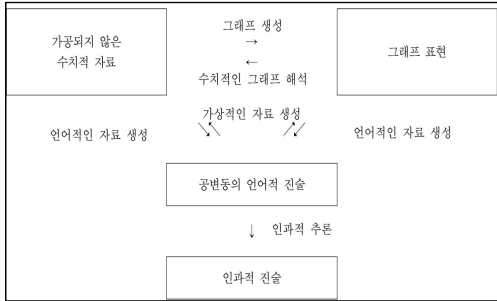 가공되지 않은
수치적 자료
그래프 생성
→
←
수치적인 그래프 해석
그래프 표현
가상적인 자료 생성
언어적인 자료 생성
언어적인 자료 생성
공변동의 언어적 진술
↓ 인과적 추론
인과적 진술